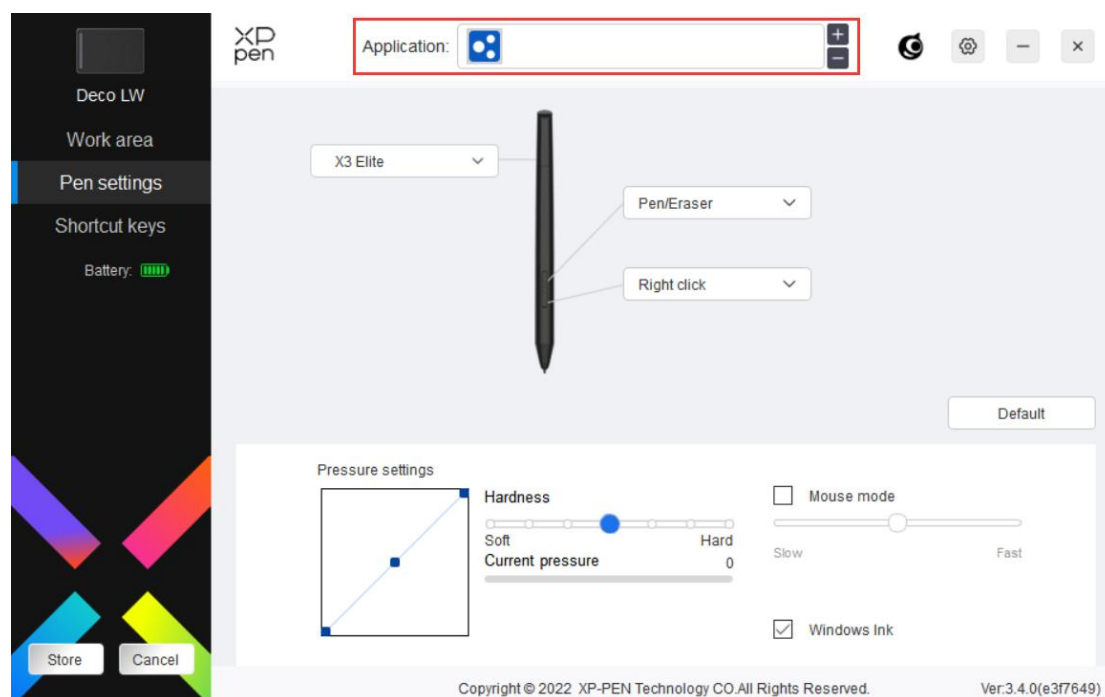 XP
pen
Application:
+
−
Deco LW
Work area
Pen settings
Shortcut keys
Battery:
X3 Elite
Pen/Eraser
Right click
Default
Pressure settings
Hardness
Soft Hard
Current pressure 0
Mouse mode
Slow Fast
Windows Ink
Store Cancel
Copyright © 2022 XP-PEN Technology CO.All Rights Reserved. Ver:3.4.0(e3f7649)